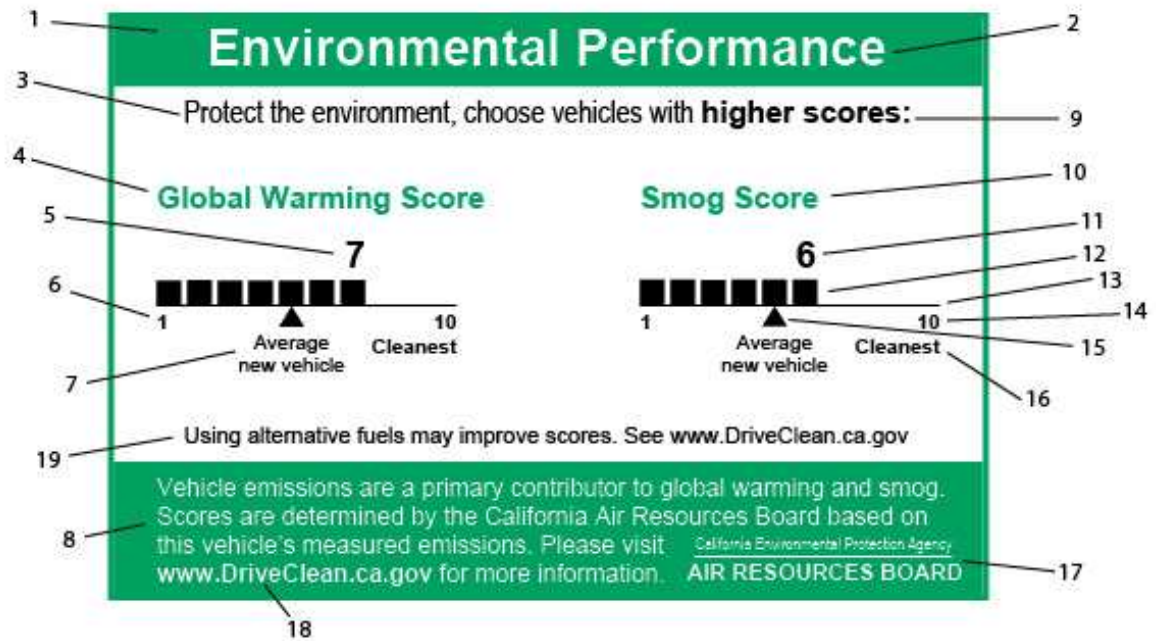 1
2
Environmental Performance
3
Protect the environment, choose vehicles with higher scores:
9
4
Global Warming Score
Smog Score
10
5
7
6
11
12
6
1
10
1
10
13
14
Average
new vehicle
Cleanest
Average
new vehicle
Cleanest
15
7
16
Using alternative fuels may improve scores. See www.DriveClean.ca.gov
19
Vehicle emissions are a primary contributor to global warming and smog.
Scores are determined by the California Air Resources Board based on
8
this vehicle's measured emissions. Please visit
www.DriveClean.ca.gov for more information.
California Environmental Protection Agency
AIR RESOURCES BOARD
17
18